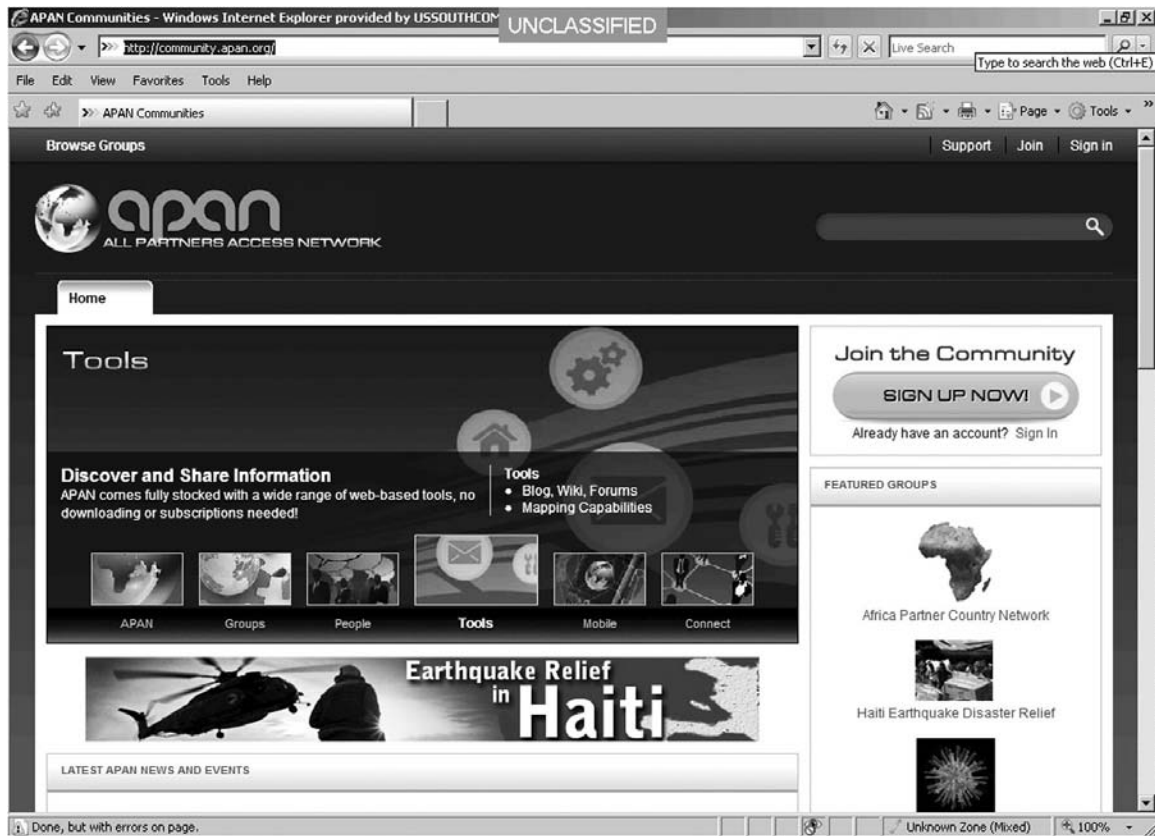 APAN Communities - Windows Internet Explorer provided by USSOUTHCOM
UNCLASSIFIED
http://community.apan.org/
Live Search
Type to search the web (Ctrl+E)
File Edit View Favorites Tools Help
APAN Communities
Page Tools
Browse Groups
Support Join Sign in
apan
ALL PARTNERS ACCESS NETWORK
Home
Tools
Join the Community
SIGN UP NOW!
Already have an account? Sign In
Discover and Share Information
APAN comes fully stocked with a wide range of web-based tools, no
downloading or subscriptions needed!
Tools
• Blog, Wiki, Forums
• Mapping Capabilities
FEATURED GROUPS
APAN Groups People Tools Mobile Connect
Africa Partner Country Network
Earthquake Relief
in
Haiti
Haiti Earthquake Disaster Relief
LATEST APAN NEWS AND EVENTS
Done, but with errors on page.
Unknown Zone (Mixed)
100%